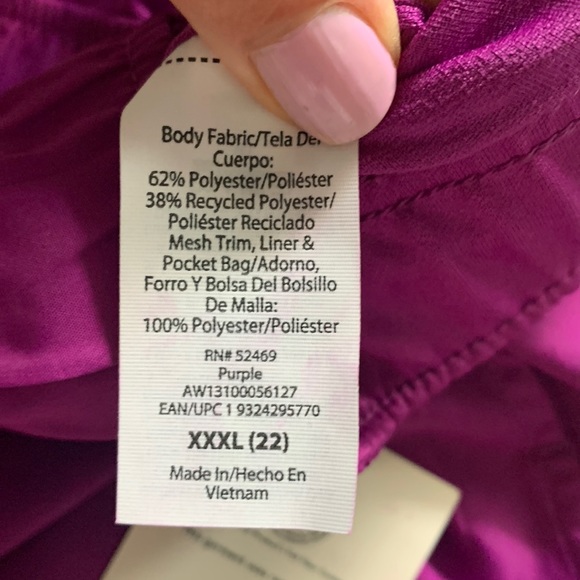 Body Fabric/Tela Del
Cuerpo:
62% Polyester/Poliéster
38% Recycled Polyester/
Poliéster Reciclado
Mesh Trim, Liner &
Pocket Bag/Adorno,
Forro Y Bolsa Del Bolsillo
De Malla:
100% Polyester/Poliéster
RN# 52469
Purple
AW13100056127
EAN/UPC 1 9324295770
XXXL (22)
Made In/Hecho En
Vietnam